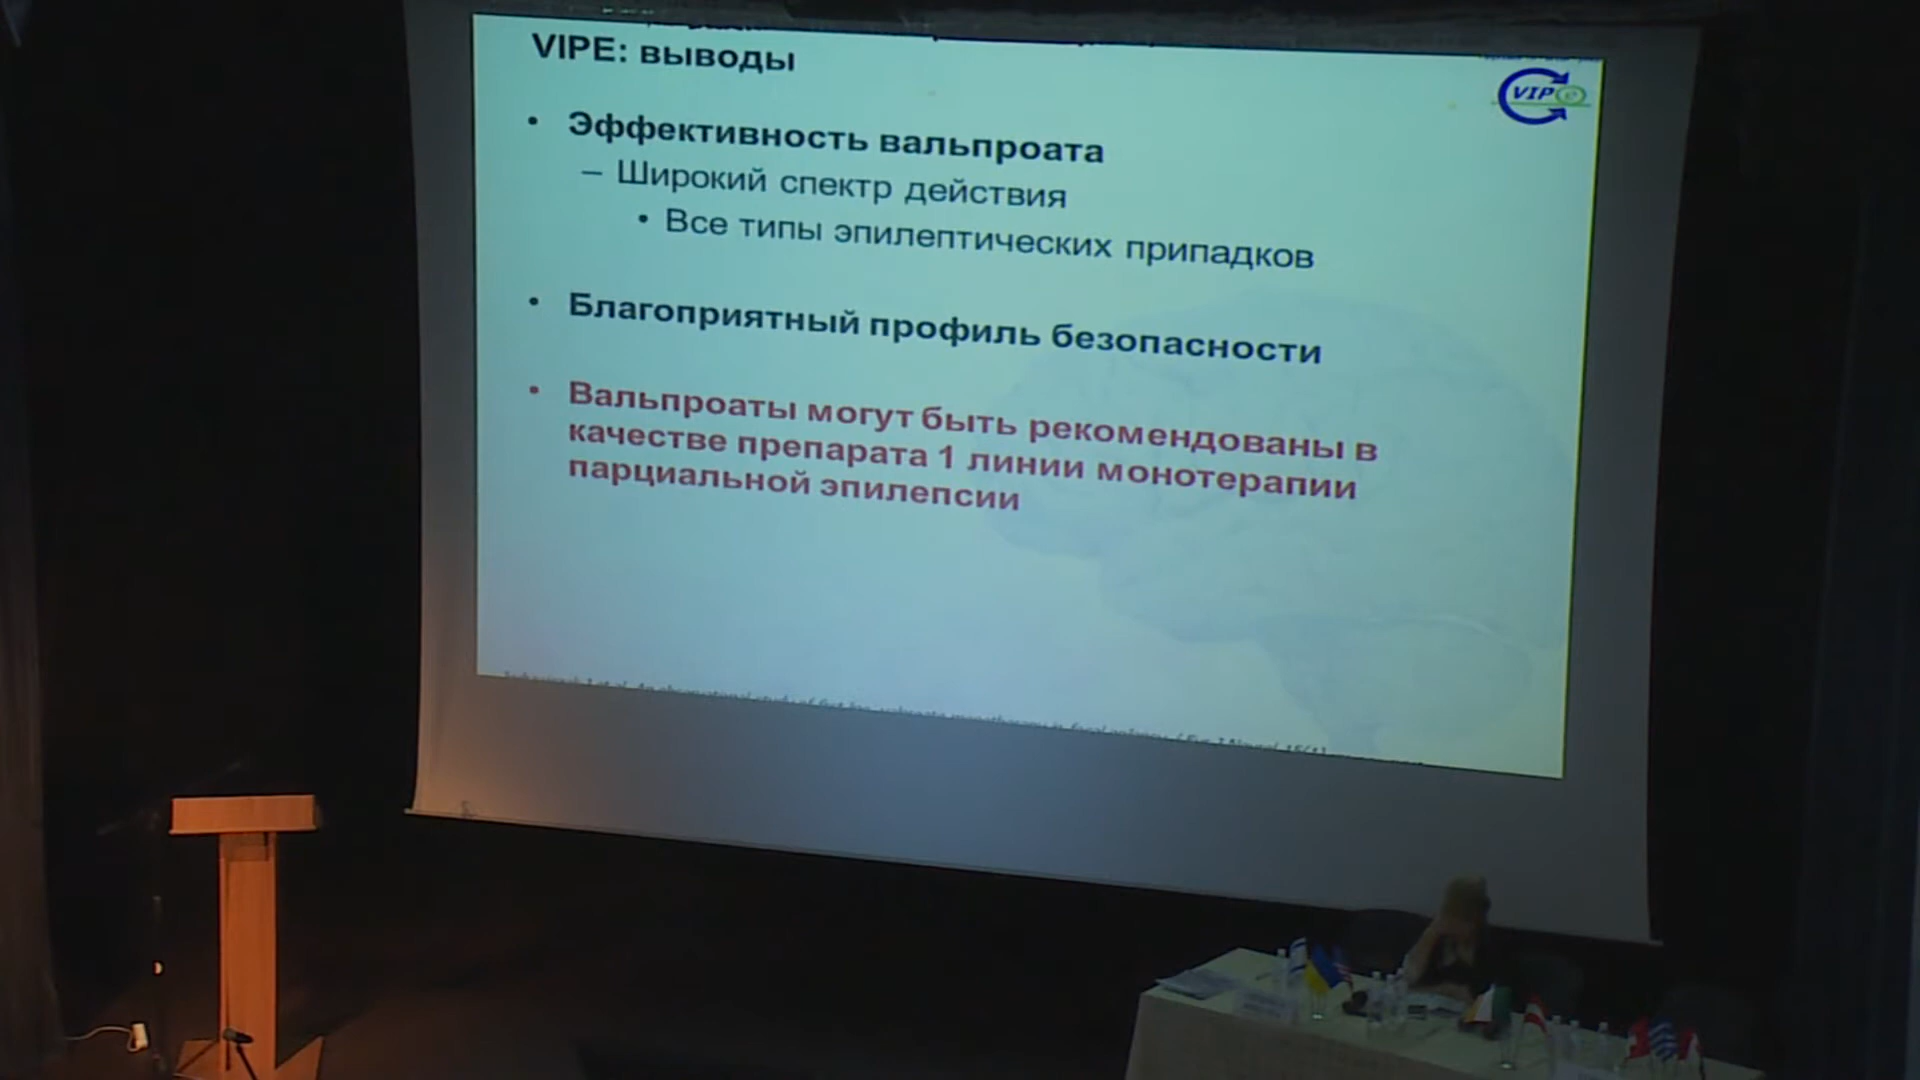 VIPE: выводы
VIP e
• Эффективность вальпроата
– Широкий спектр действия
• Все типы эпилептических припадков
• Благоприятный профиль безопасности
• Вальпроаты могут быть рекомендованы в
качестве препарата 1 линии монотерапии
парциальной эпилепсии